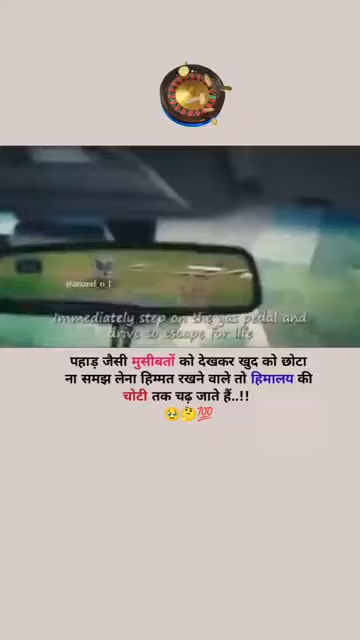 @anand_n_1
Immediately step on the gas pedal and
drive to escape for life
पहाड़ जैसी मुसीबतों को देखकर खुद को छोटा
ना समझ लेना हिम्मत रखने वाले तो हिमालय की
चोटी तक चढ़ जाते हैं..!!
🥹🤔💯